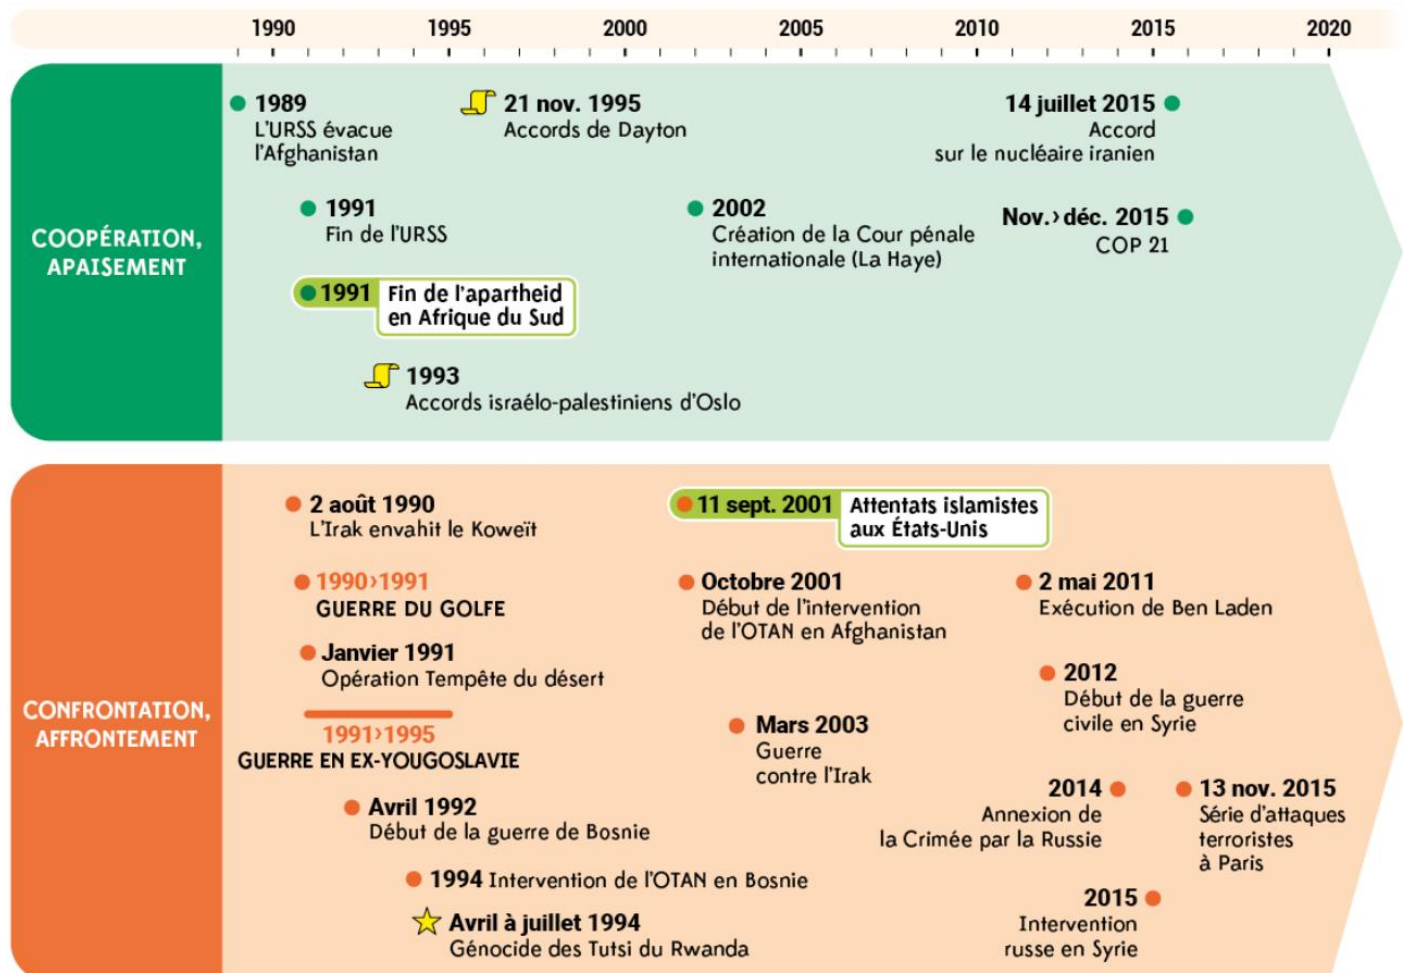 1990 1995 2000 2005 2010 2015 2020
COOPÉRATION,
APAISEMENT
1989
L'URSS évacue
l'Afghanistan
21 nov. 1995
Accords de Dayton
14 juillet 2015
Accord
sur le nucléaire iranien
1991
Fin de l'URSS
2002
Création de la Cour pénale
internationale (La Haye)
Nov.›déc. 2015
COP 21
1991 Fin de l'apartheid
en Afrique du Sud
1993
Accords israélo-palestiniens d'Oslo
CONFRONTATION,
AFFRONTEMENT
2 août 1990
L'Irak envahit le Koweït
11 sept. 2001 Attentats islamistes
aux États-Unis
1990›1991
GUERRE DU GOLFE
Octobre 2001
Début de l'intervention
de l'OTAN en Afghanistan
2 mai 2011
Exécution de Ben Laden
Janvier 1991
Opération Tempête du désert
2012
Début de la guerre
civile en Syrie
1991›1995
GUERRE EN EX-YOUGOSLAVIE
Mars 2003
Guerre
contre l'Irak
Avril 1992
Début de la guerre de Bosnie
2014
Annexion de
la Crimée par la Russie
13 nov. 2015
Série d'attaques
terroristes
à Paris
1994 Intervention de l'OTAN en Bosnie
Avril à juillet 1994
Génocide des Tutsi du Rwanda
2015
Intervention
russe en Syrie